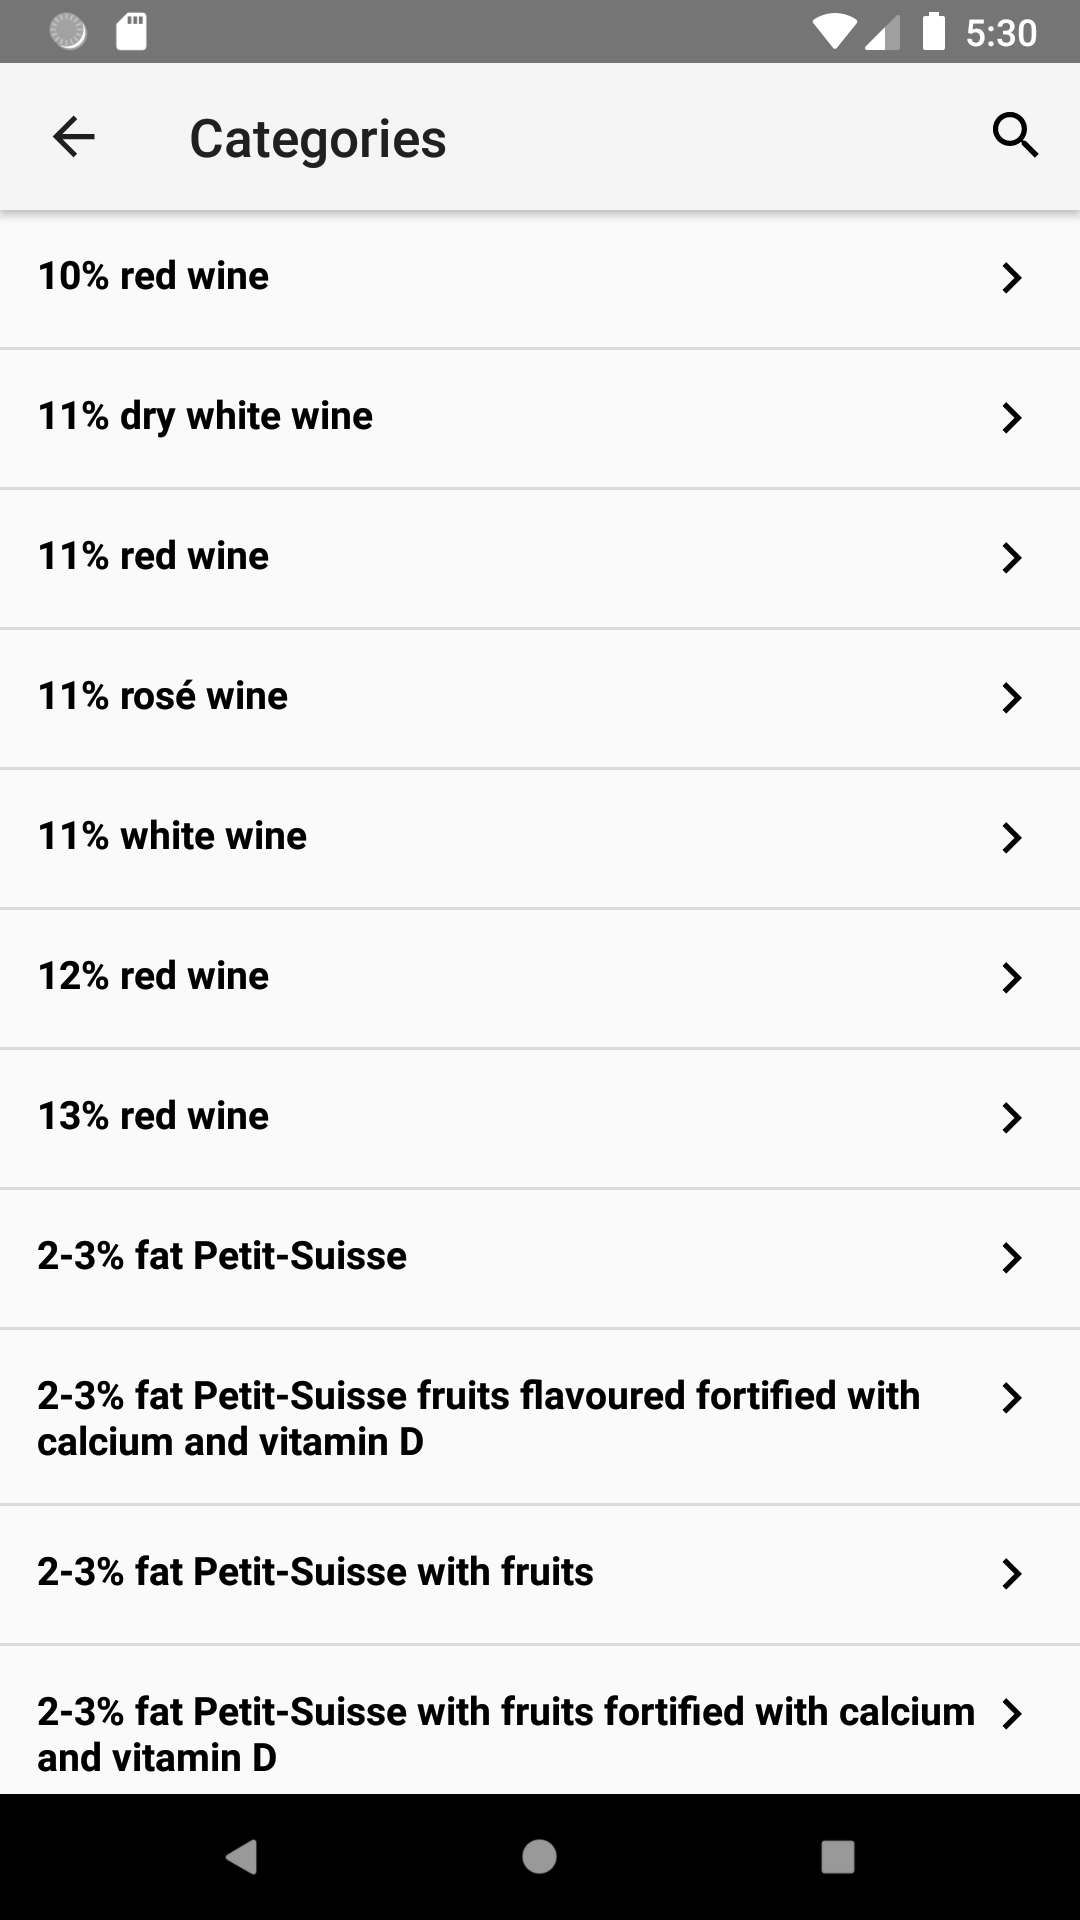 5:30
Categories
10% red wine
11% dry white wine
11% red wine
11% rosé wine
11% white wine
12% red wine
13% red wine
2-3% fat Petit-Suisse
2-3% fat Petit-Suisse fruits flavoured fortified with
calcium and vitamin D
2-3% fat Petit-Suisse with fruits
2-3% fat Petit-Suisse with fruits fortified with calcium
and vitamin D